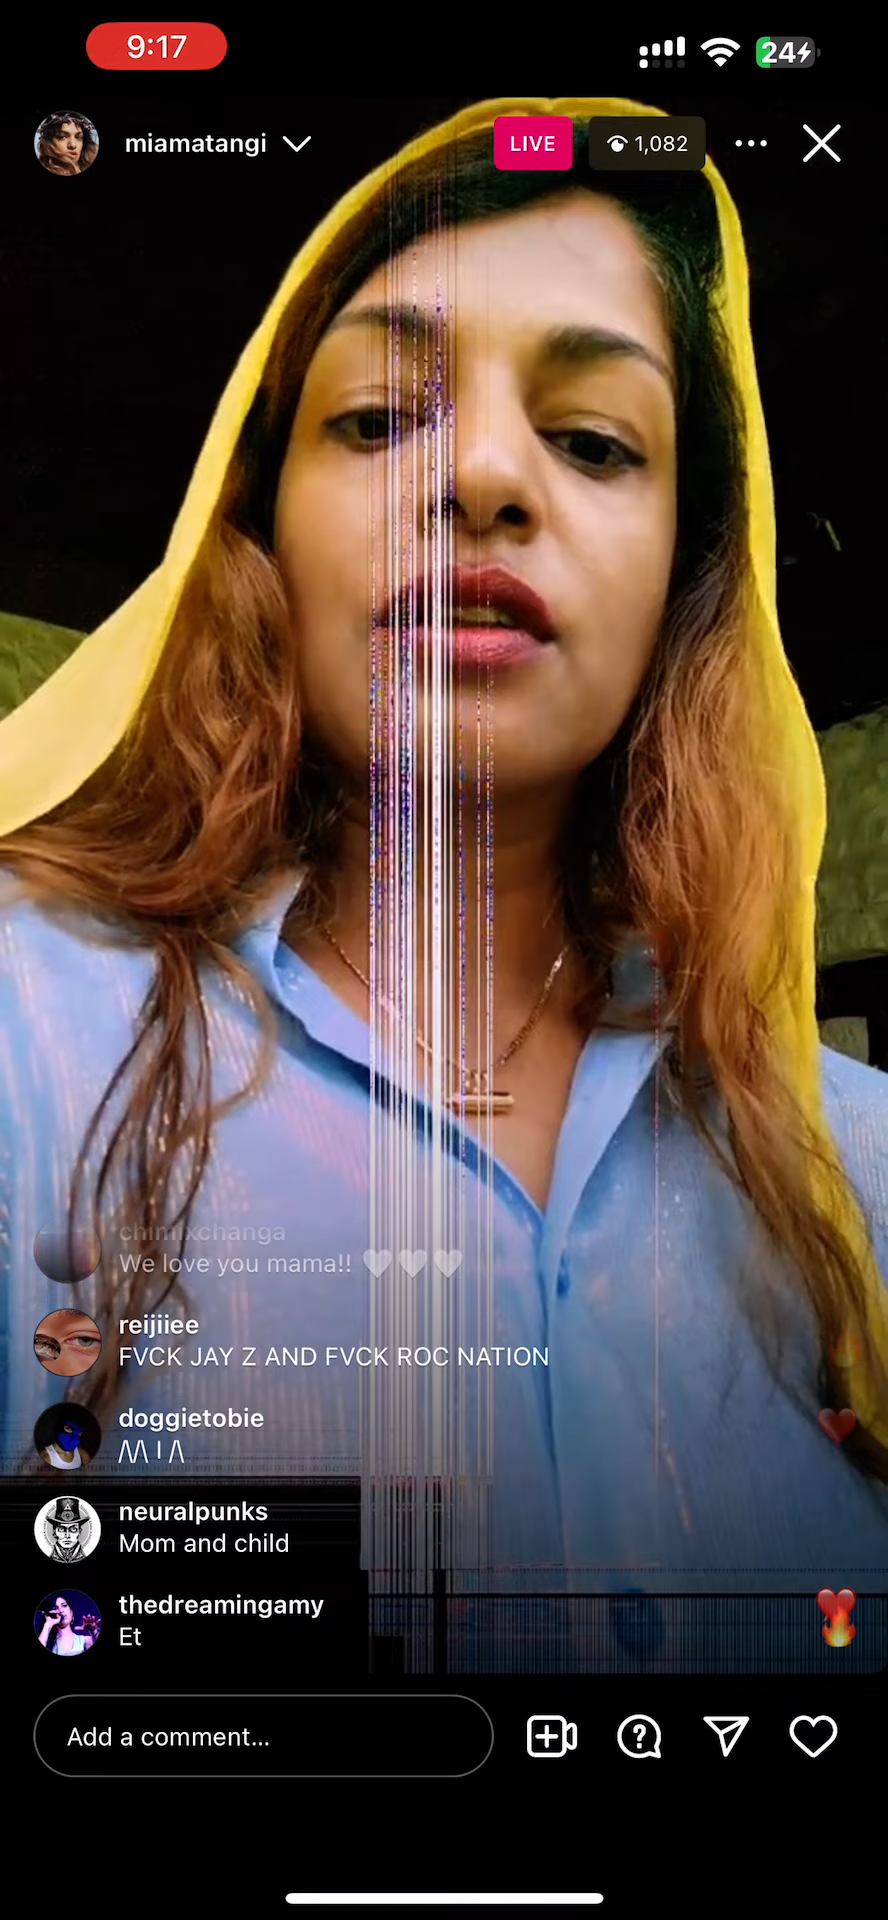 9:17
24
miamatangi
LIVE
1,082
chimixchanga
We love you mama!! 🤍🤍🤍
reijiiee
FVCK JAY Z AND FVCK ROC NATION
doggietobie
/\/\ I /\
neuralpunks
Mom and child
thedreamingamy
Et
Add a comment...